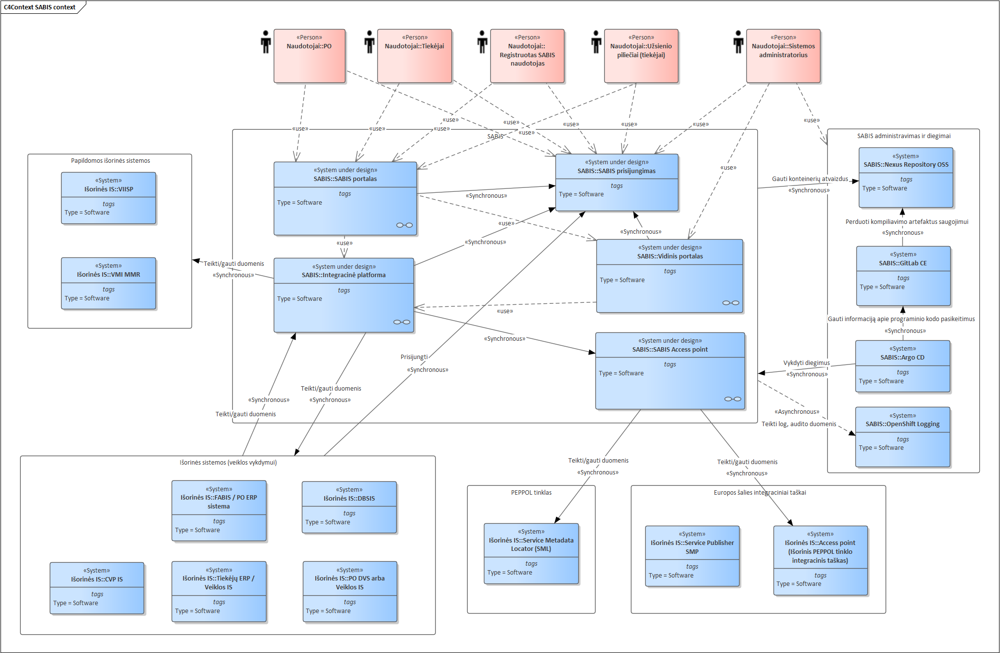 C4Context SABIS context
«Person»
Naudotojai::PO
«Person»
Naudotojai::Tiekėjai
«Person»
Naudotojai::
Registruotas SABIS
naudotojas
«Person»
Naudotojai::Užsienio
piliečiai (tiekėjai)
«Person»
Naudotojai::Sistemos
administratorius
«use»
«use»
«use»
«use»
«use»
«use»
«use»
«use»
«use»
«use»
«use»
«use»
SABIS
«System under design»
SABIS::SABIS portalas
tags
Type = Software
«System under design»
SABIS::SABIS prisijungimas
tags
Type = Software
«Synchronous»
«use»
«use»
«Synchronous»
«Synchronous»
«System under design»
SABIS::Integracinė platforma
tags
Type = Software
«System under design»
SABIS::Vidinis portalas
tags
Type = Software
«use»
«Synchronous»
«System under design»
SABIS::SABIS Access point
tags
Type = Software
Papildomos išorinės sistemos
«System»
Išorinės IS::VIISP
tags
Type = Software
«System»
Išorinės IS::VMI MMR
tags
Type = Software
Teikti/gauti duomenis
«Synchronous»
SABIS administravimas ir diegimai
«System»
SABIS::Nexus Repository OSS
tags
Type = Software
Gauti konteinerių atvaizdus
«Synchronous»
Perduoti kompiliavimo artefaktus saugojimui
«Synchronous»
«System»
SABIS::GitLab CE
tags
Type = Software
Gauti informaciją apie programinio kodo pasikeitimus
«Synchronous»
«System»
SABIS::Argo CD
tags
Type = Software
Vykdyti diegimus
«Synchronous»
«Asynchronous»
Teikti log, audito duomenis
«System»
SABIS::OpenShift Logging
tags
Type = Software
Prisijungti
«Synchronous»
Teikti/gauti duomenis
«Synchronous»
«Synchronous»
Teikti/gauti duomenis
Išorinės sistemos (veiklos vykdymui)
«System»
Išorinės IS::FABIS / PO ERP
sistema
tags
Type = Software
«System»
Išorinės IS::DBSIS
tags
Type = Software
«System»
Išorinės IS::CVP IS
tags
Type = Software
«System»
Išorinės IS::Tiekėjų ERP /
Veiklos IS
tags
Type = Software
«System»
Išorinės IS::PO DVS arba
Veiklos IS
tags
Type = Software
Teikti/gauti duomenis
«Synchronous»
Teikti/gauti duomenis
«Synchronous»
PEPPOL tinklas
«System»
Išorinės IS::Service Metadata
Locator (SML)
tags
Type = Software
Europos šalies integraciniai taškai
«System»
Išorinės IS::Service Publisher
SMP
tags
Type = Software
«System»
Išorinės IS::Access point
(Išorinis PEPPOL tinklo
integracinis taškas)
tags
Type = Software